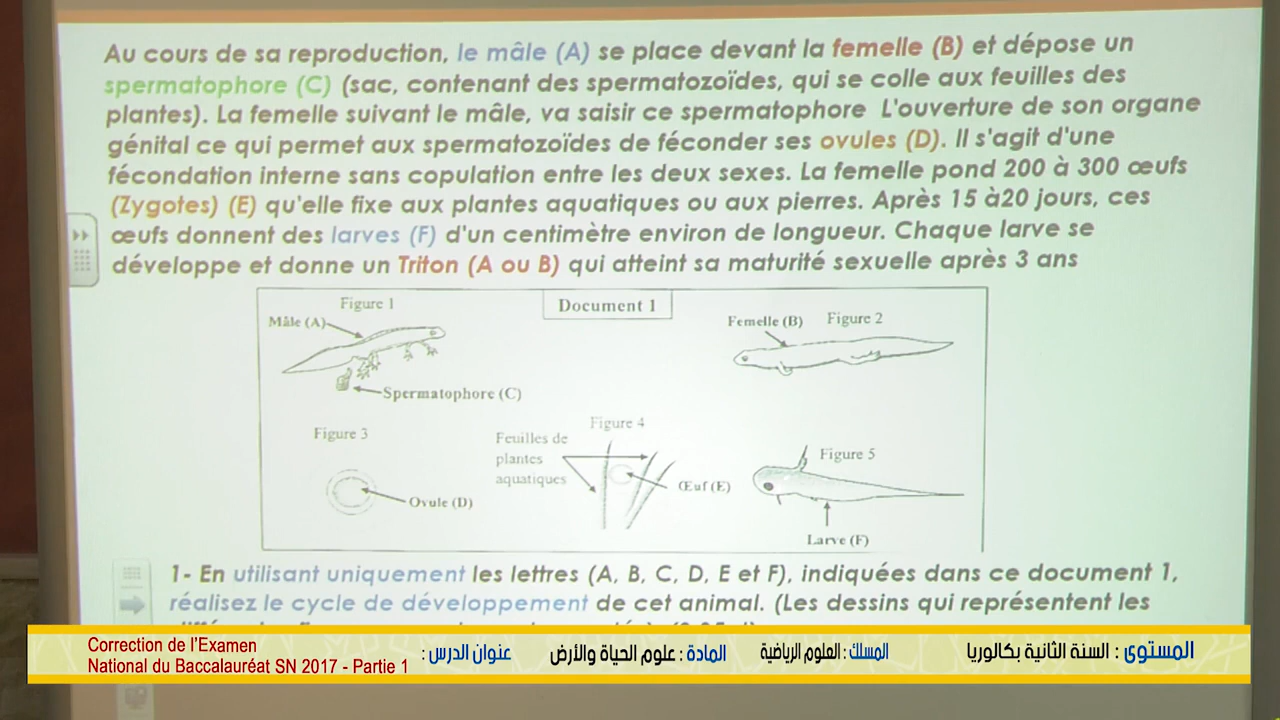 Au cours de sa reproduction, le mâle (A) se place devant la femelle (B) et dépose un
spermatophore (C) (sac, contenant des spermatozoïdes, qui se colle aux feuilles des
plantes). La femelle suivant le mâle, va saisir ce spermatophore L'ouverture de son organe
génital ce qui permet aux spermatozoïdes de féconder ses ovules (D). Il s'agit d'une
fécondation interne sans copulation entre les deux sexes. La femelle pond 200 à 300 œufs
(Zygotes) (E) qu'elle fixe aux plantes aquatiques ou aux pierres. Après 15 à20 jours, ces
œufs donnent des larves (F) d'un centimètre environ de longueur. Chaque larve se
développe et donne un Triton (A ou B) qui atteint sa maturité sexuelle après 3 ans
Figure 1
Document 1
Mâle (A)
Femelle (B)
Figure 2
Spermatophore (C)
Figure 3
Figure 4
Feuilles de
plantes
aquatiques
Figure 5
Œuf (E)
Ovule (D)
Larve (F)
1- En utilisant uniquement les lettres (A, B, C, D, E et F), indiquées dans ce document 1,
réalisez le cycle de développement de cet animal. (Les dessins qui représentent les
المستوى : السنة الثانية بكالوريا
المسلك : العلوم الرياضية
المادة : علوم الحياة والأرض
عنوان الدرس :
Correction de l'Examen
National du Baccalauréat SN 2017 - Partie 1